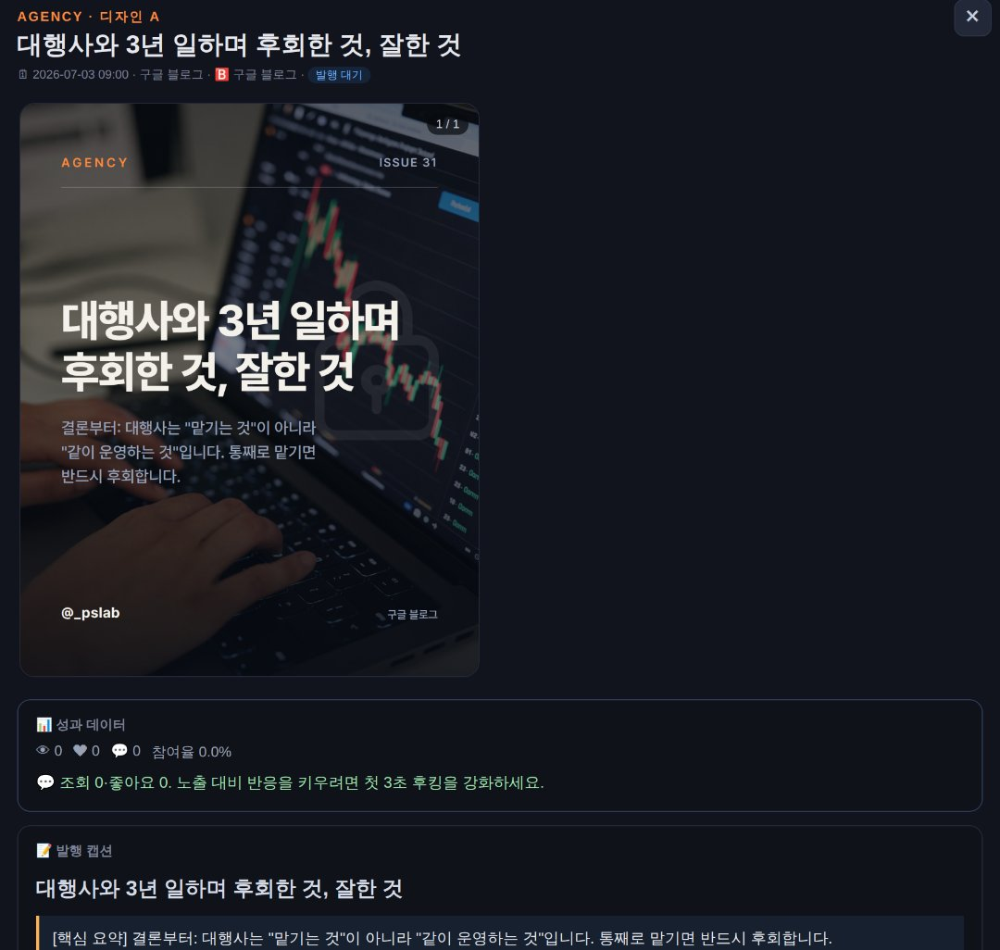 AGENCY · 디자인 A
대행사와 3년 일하며 후회한 것, 잘한 것
2026-07-03 09:00 · 구글 블로그 · B 구글 블로그 · 발행 대기
1 / 1
AGENCY
ISSUE 31
대행사와 3년 일하며
후회한 것, 잘한 것
결론부터: 대행사는 "맡기는 것"이 아니라
"같이 운영하는 것"입니다. 통째로 맡기면
반드시 후회합니다.
@_pslab
구글 블로그
📊 성과 데이터
👁 0 🖤 0 💬 0 참여율 0.0%
💬 조회 0·좋아요 0. 노출 대비 반응을 키우려면 첫 3초 후킹을 강화하세요.
📝 발행 캡션
대행사와 3년 일하며 후회한 것, 잘한 것
[핵심 요약] 결론부터: 대행사는 "맡기는 것"이 아니라 "같이 운영하는 것"입니다. 통째로 맡기면 반드시 후회합니다.